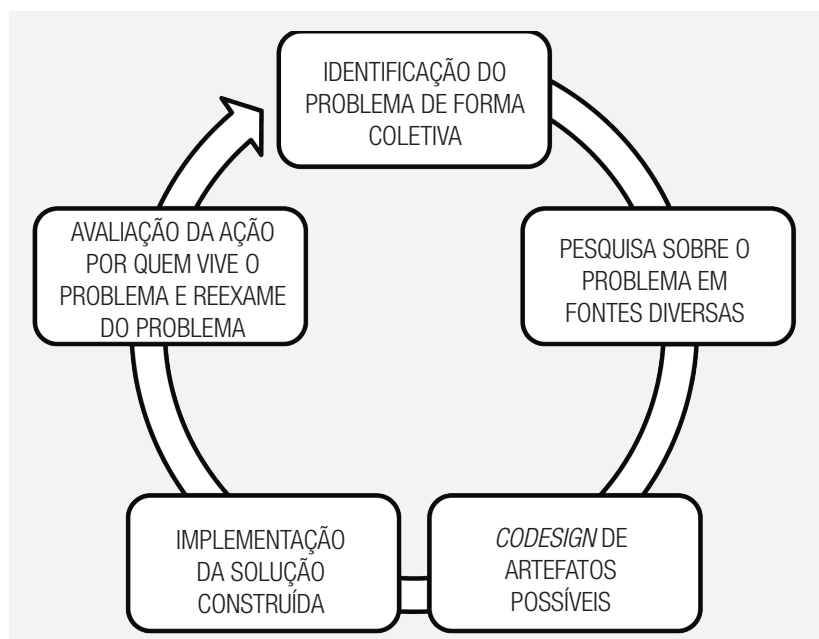 IDENTIFICAÇÃO DO
PROBLEMA DE FORMA
COLETIVA
PESQUISA SOBRE O
PROBLEMA EM
FONTES DIVERSAS
CODESIGN DE
ARTEFATOS
POSSÍVEIS
IMPLEMENTAÇÃO
DA SOLUÇÃO
CONSTRUÍDA
AVALIAÇÃO DA AÇÃO
POR QUEM VIVE O
PROBLEMA E REEXAME
DO PROBLEMA